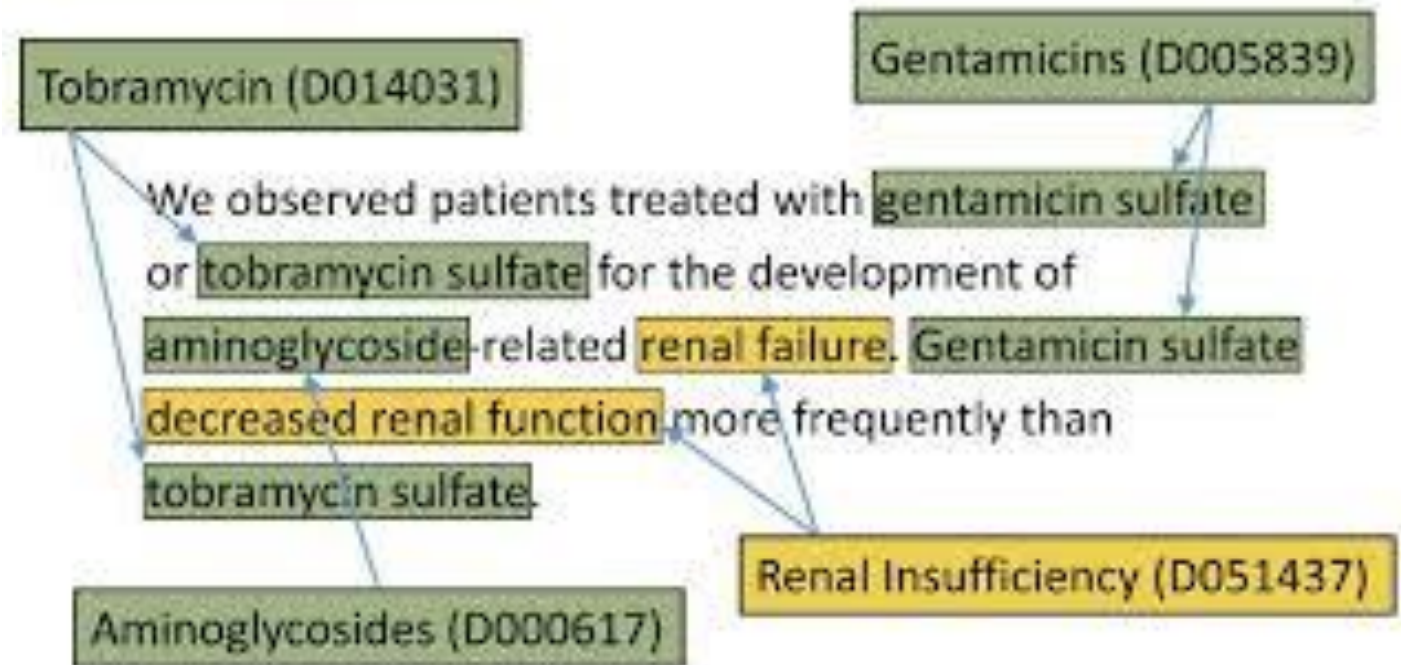 Tobramycin (D014031)
Gentamicins (D005839)
We observed patients treated with gentamicin sulfate
or tobramycin sulfate for the development of
aminoglycoside-related renal failure. Gentamicin sulfate
decreased renal function more frequently than
tobramycin sulfate.
Renal Insufficiency (D051437)
Aminoglycosides (D000617)